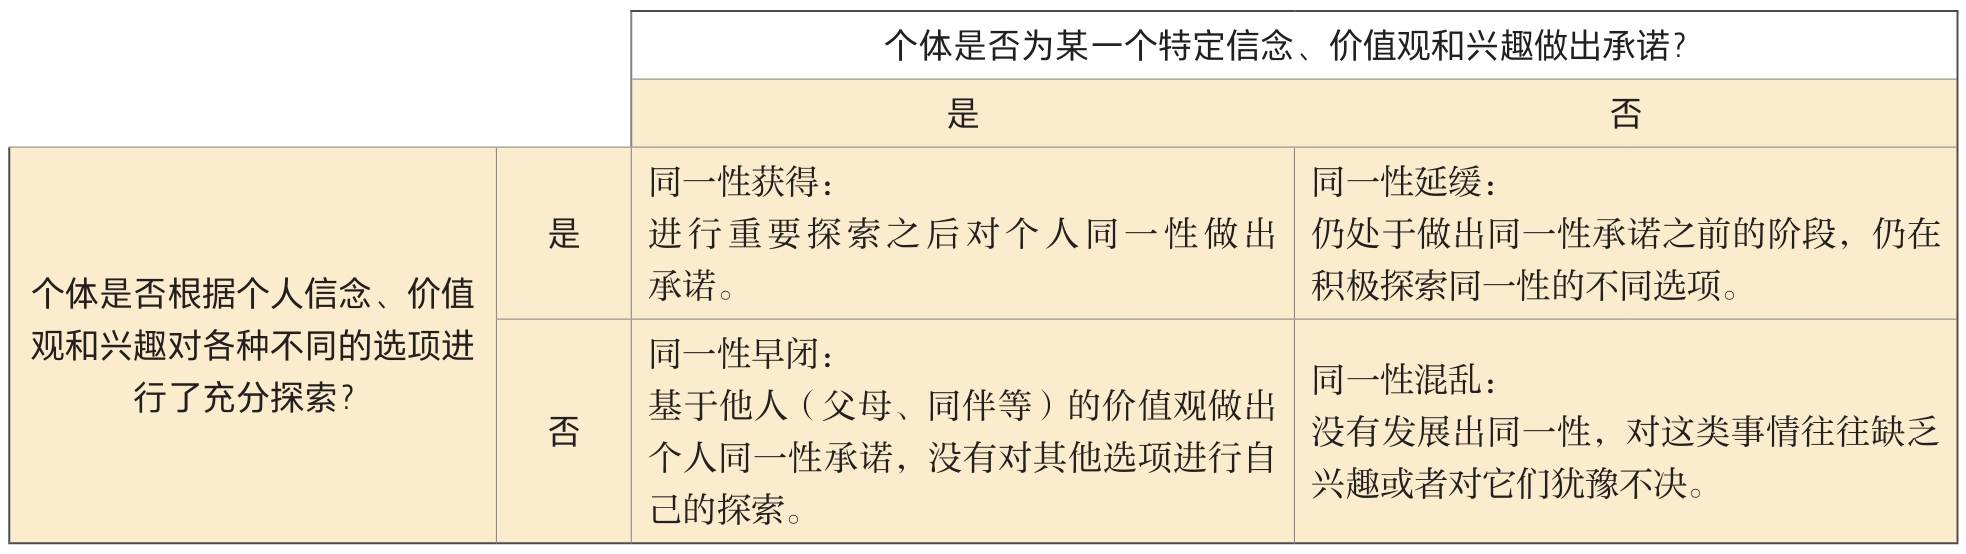 个体是否为某一个特定信念、价值观和兴趣做出承诺？
是
否
个体是否根据个人信念、价值
观和兴趣对各种不同的选项进
行了充分探索？
是
同一性获得：
进行重要探索之后对个人同一性做出
承诺。
同一性延缓：
仍处于做出同一性承诺之前的阶段，仍在
积极探索同一性的不同选项。
否
同一性早闭：
基于他人（父母、同伴等）的价值观做出
个人同一性承诺，没有对其他选项进行自
己的探索。
同一性混乱：
没有发展出同一性，对这类事情往往缺乏
兴趣或者对它们犹豫不决。